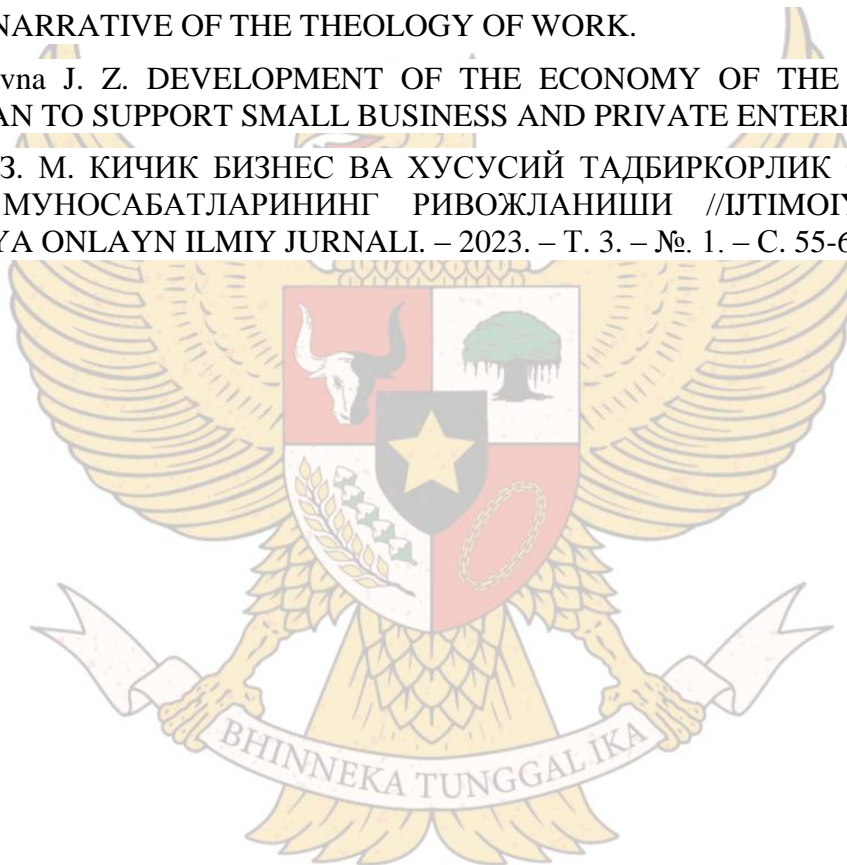 NARRATIVE OF THE THEOLOGY OF WORK.
vna J. Z. DEVELOPMENT OF THE ECONOMY OF THE
AN TO SUPPORT SMALL BUSINESS AND PRIVATE ENTER
З. М. КИЧИК БИЗНЕС ВА ХУСУСИЙ ТАДБИРКОРЛИК
МУНОСАБАТЛАРИНИНГ РИВОЖЛАНИШИ //IJTIMOIY
YA ONLAYN ILMIY JURNALI. – 2023. – Т. 3. – №. 1. – С. 55-6
BHINNEKA TUNGGAL IKA